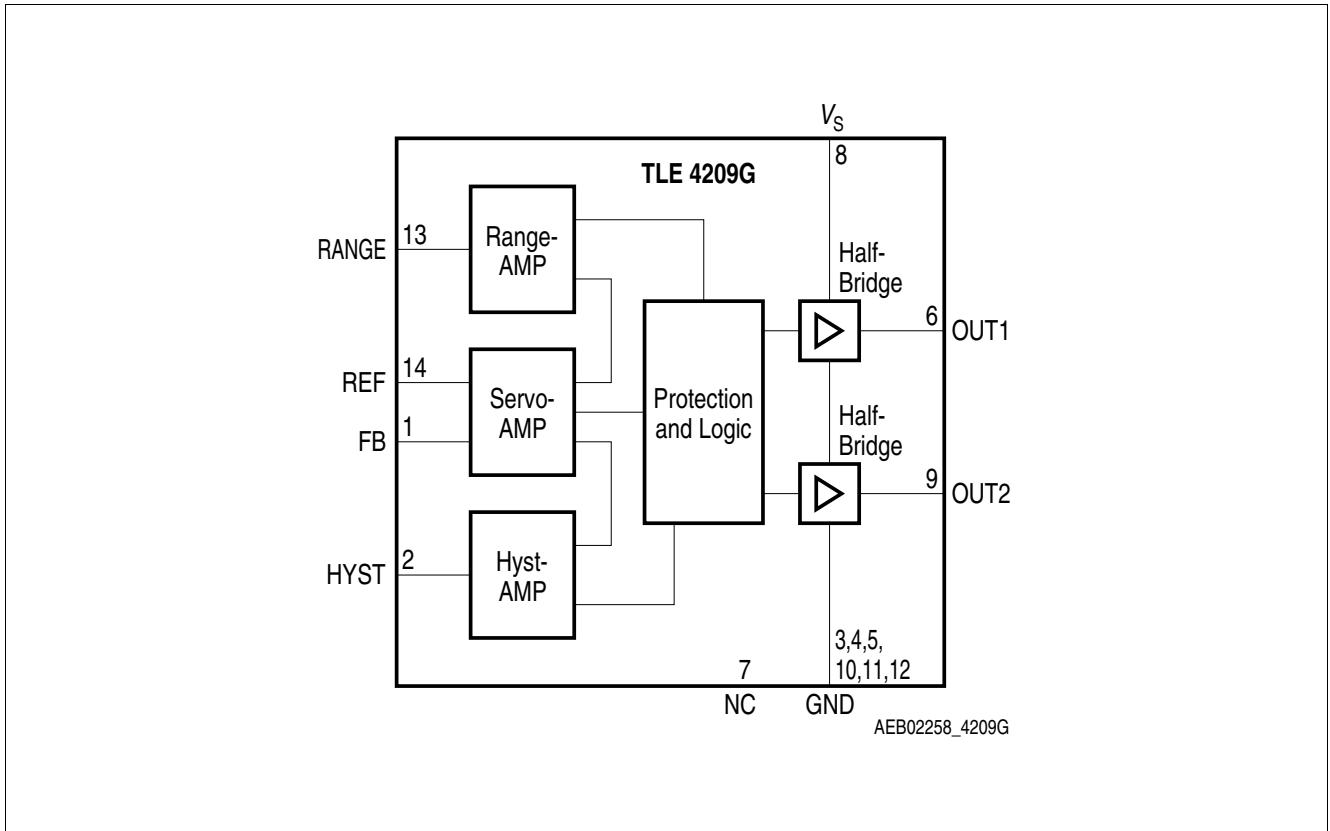 V_S
8
TLE 4209G
RANGE
13
Range-
AMP
Half-
Bridge
6
OUT1
REF
14
FB
1
Servo-
AMP
Protection
and Logic
Half-
Bridge
9
OUT2
HYST
2
Hyst-
AMP
3,4,5,
10,11,12
7
NC
GND
AEB02258_4209G